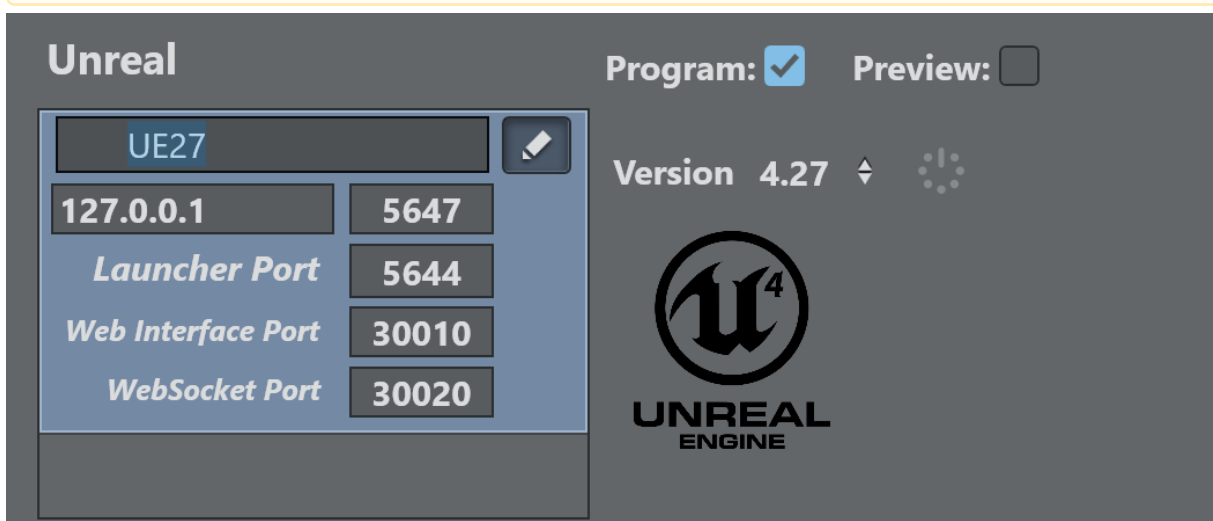 Unreal
Program: Preview:
UE27
Version 4.27
127.0.0.1 5647
Launcher Port 5644
Web Interface Port 30010
WebSocket Port 30020
4
UNREAL
ENGINE